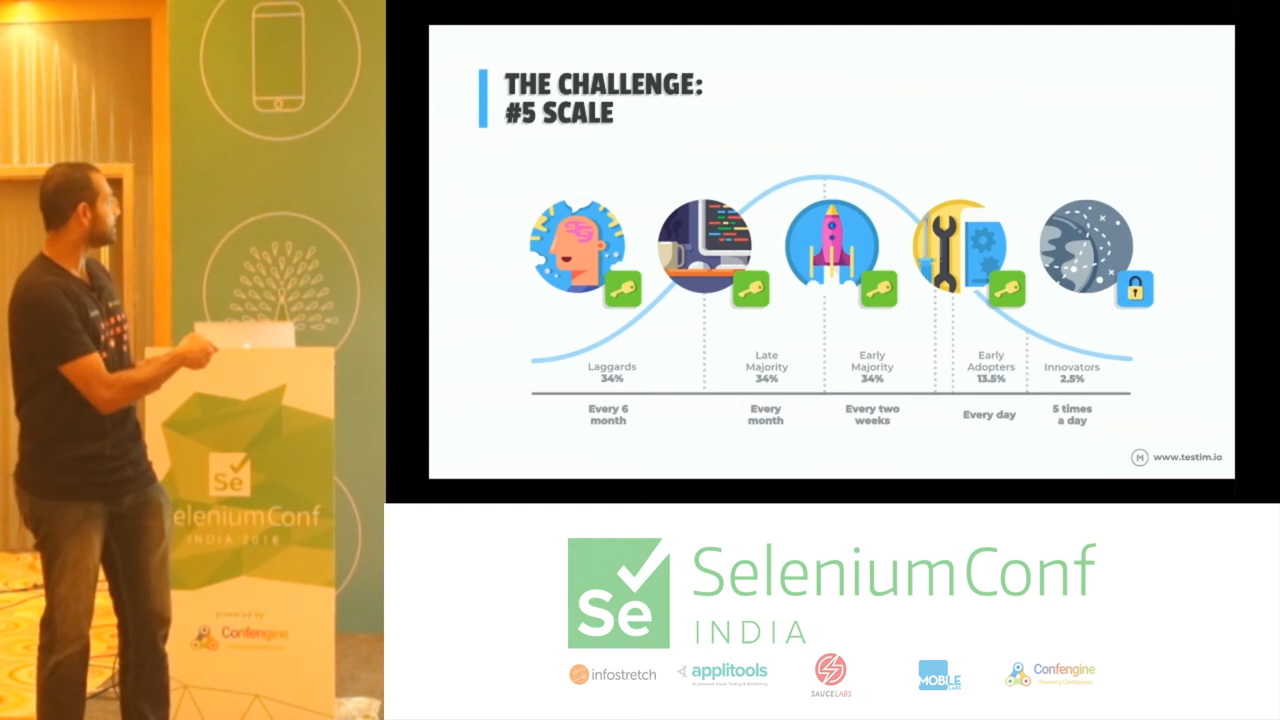 THE CHALLENGE:
#5 SCALE
Laggards
34%
Late
Majority
34%
Early
Majority
34%
Early
Adopters
13.5%
Innovators
2.5%
Every 6
month
Every
month
Every two
weeks
Every day
5 times
a day
M www.testim.io
Se
eleniumConf
INDIA 2018
powered by
Confengine
Se
SeleniumConf
INDIA
infostretch
applitools
SAUCELABS
MOBILE
LABS
Confengine